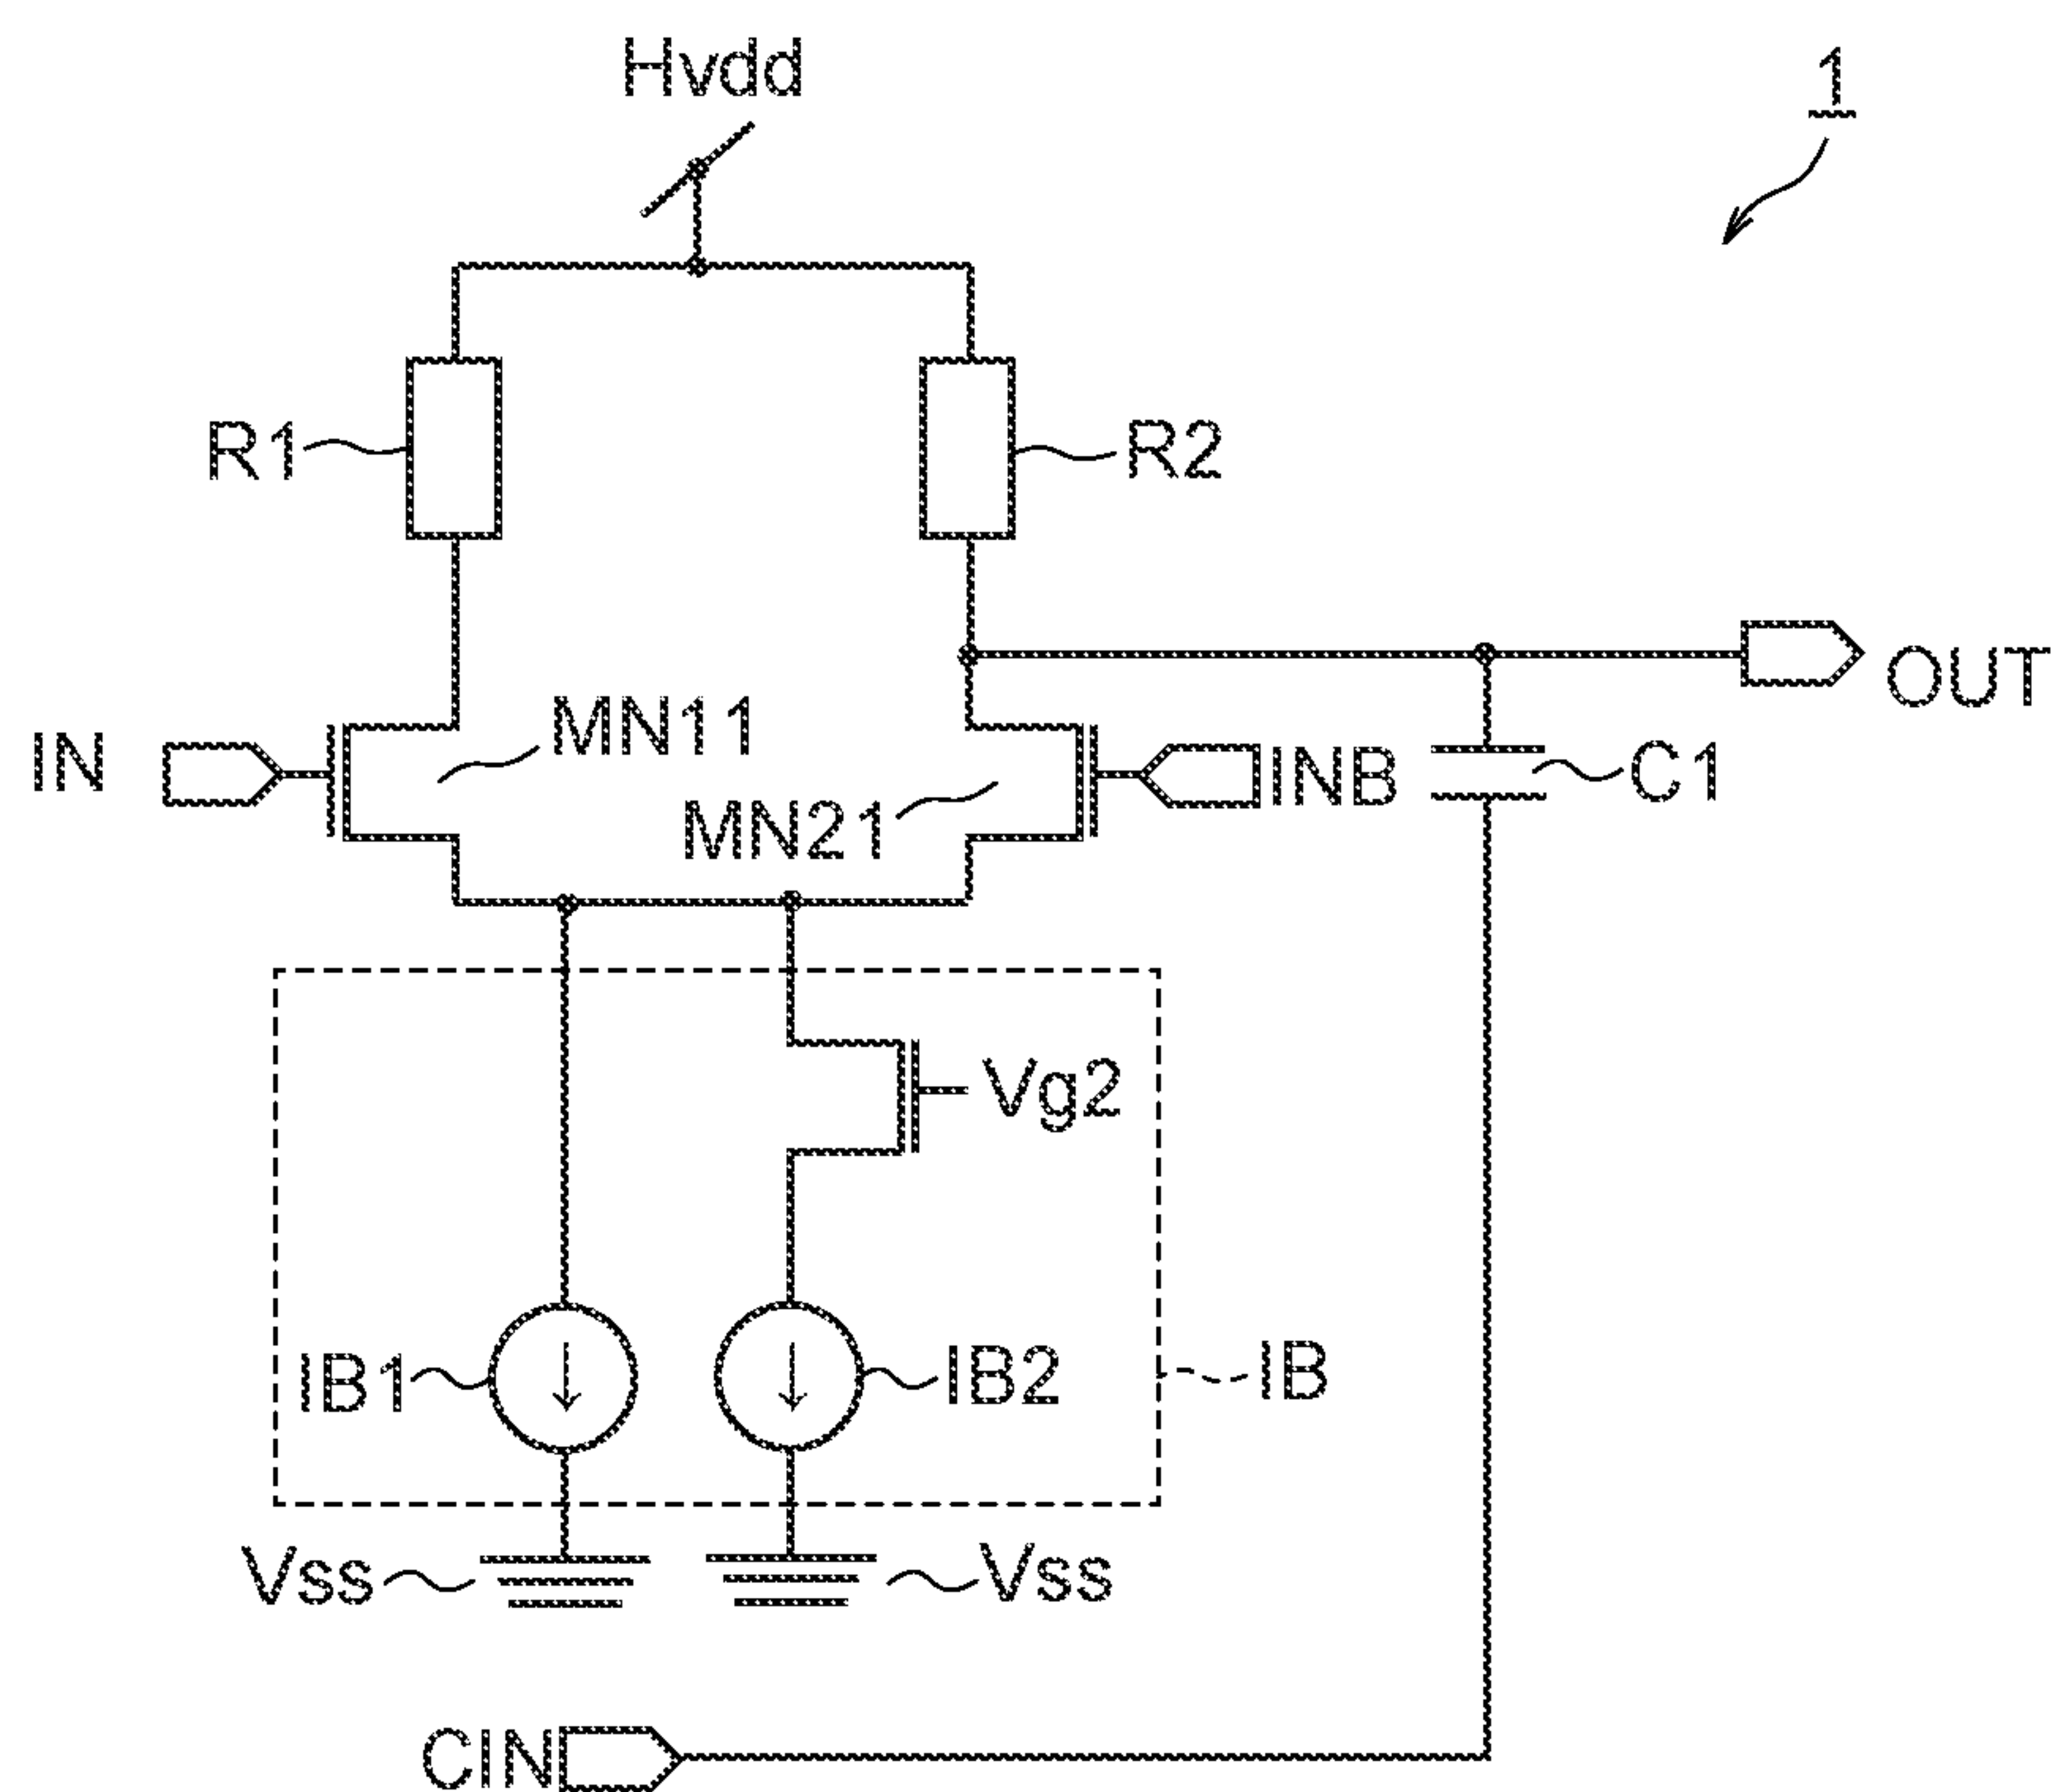 Hvdd
1
R1
R2
OUT
IN
MN11
MN21
INB
C1
Vg2
IB1
IB2
IB
Vss
Vss
CIN